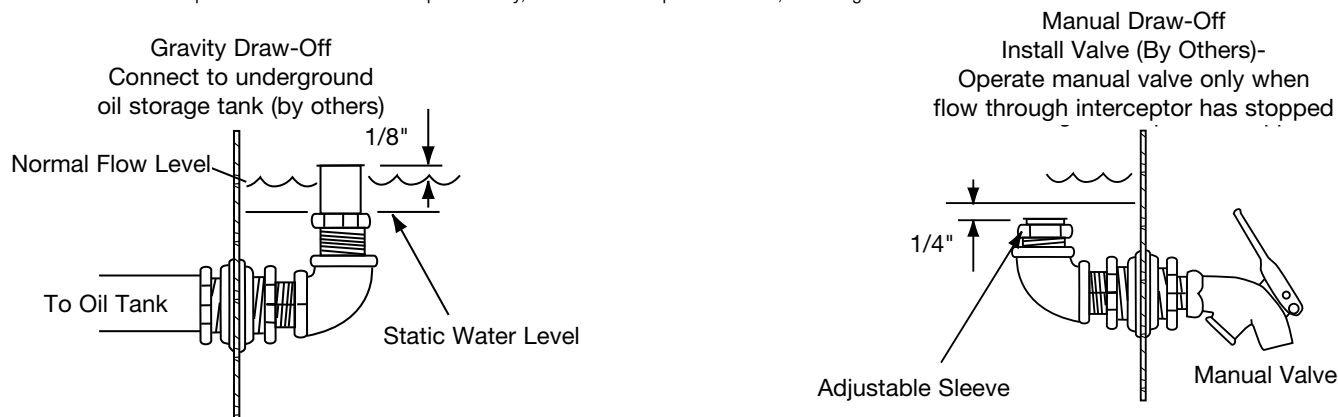 Gravity Draw-Off
Connect to underground
oil storage tank (by others)
1/8"
Normal Flow Level
To Oil Tank
Static Water Level
Manual Draw-Off
Install Valve (By Others)-
Operate manual valve only when
flow through interceptor has stopped
1/4"
Adjustable Sleeve
Manual Valve